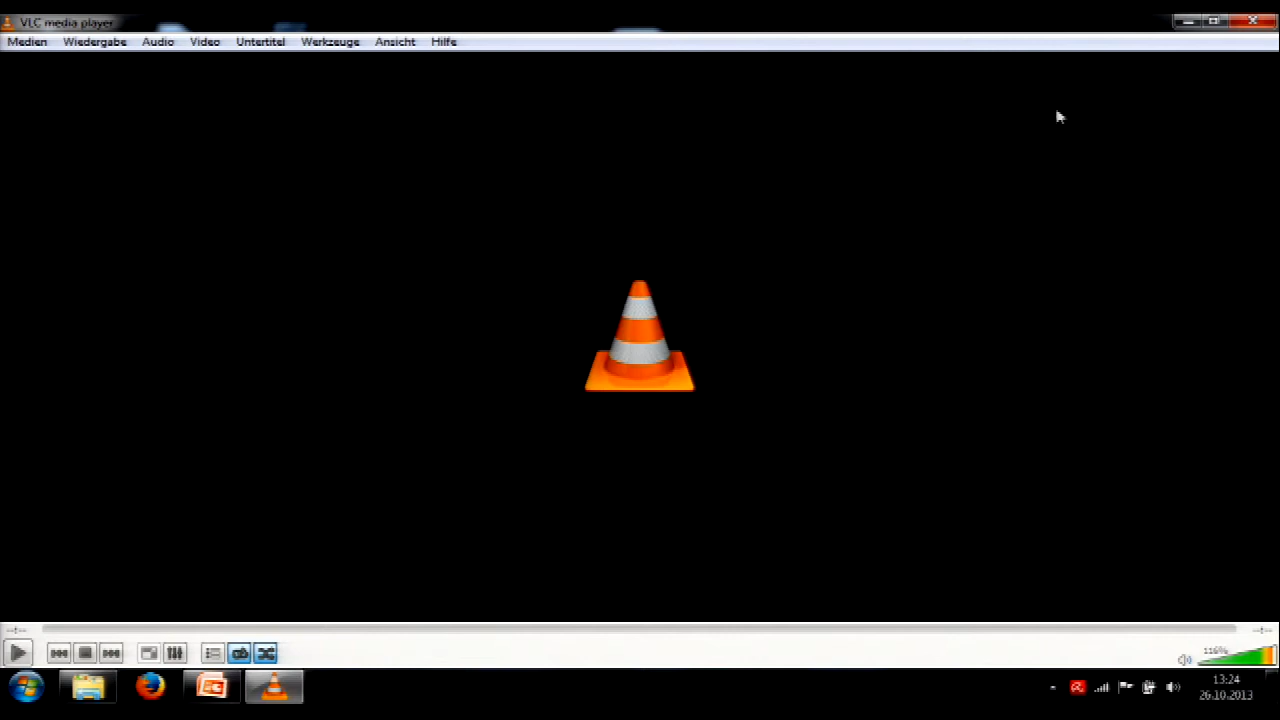 VLC media player
Medien Wiedergabe Audio Video Untertitel Werkzeuge Ansicht Hilfe
--:-- --:--
116%
13:24
26.10.2013